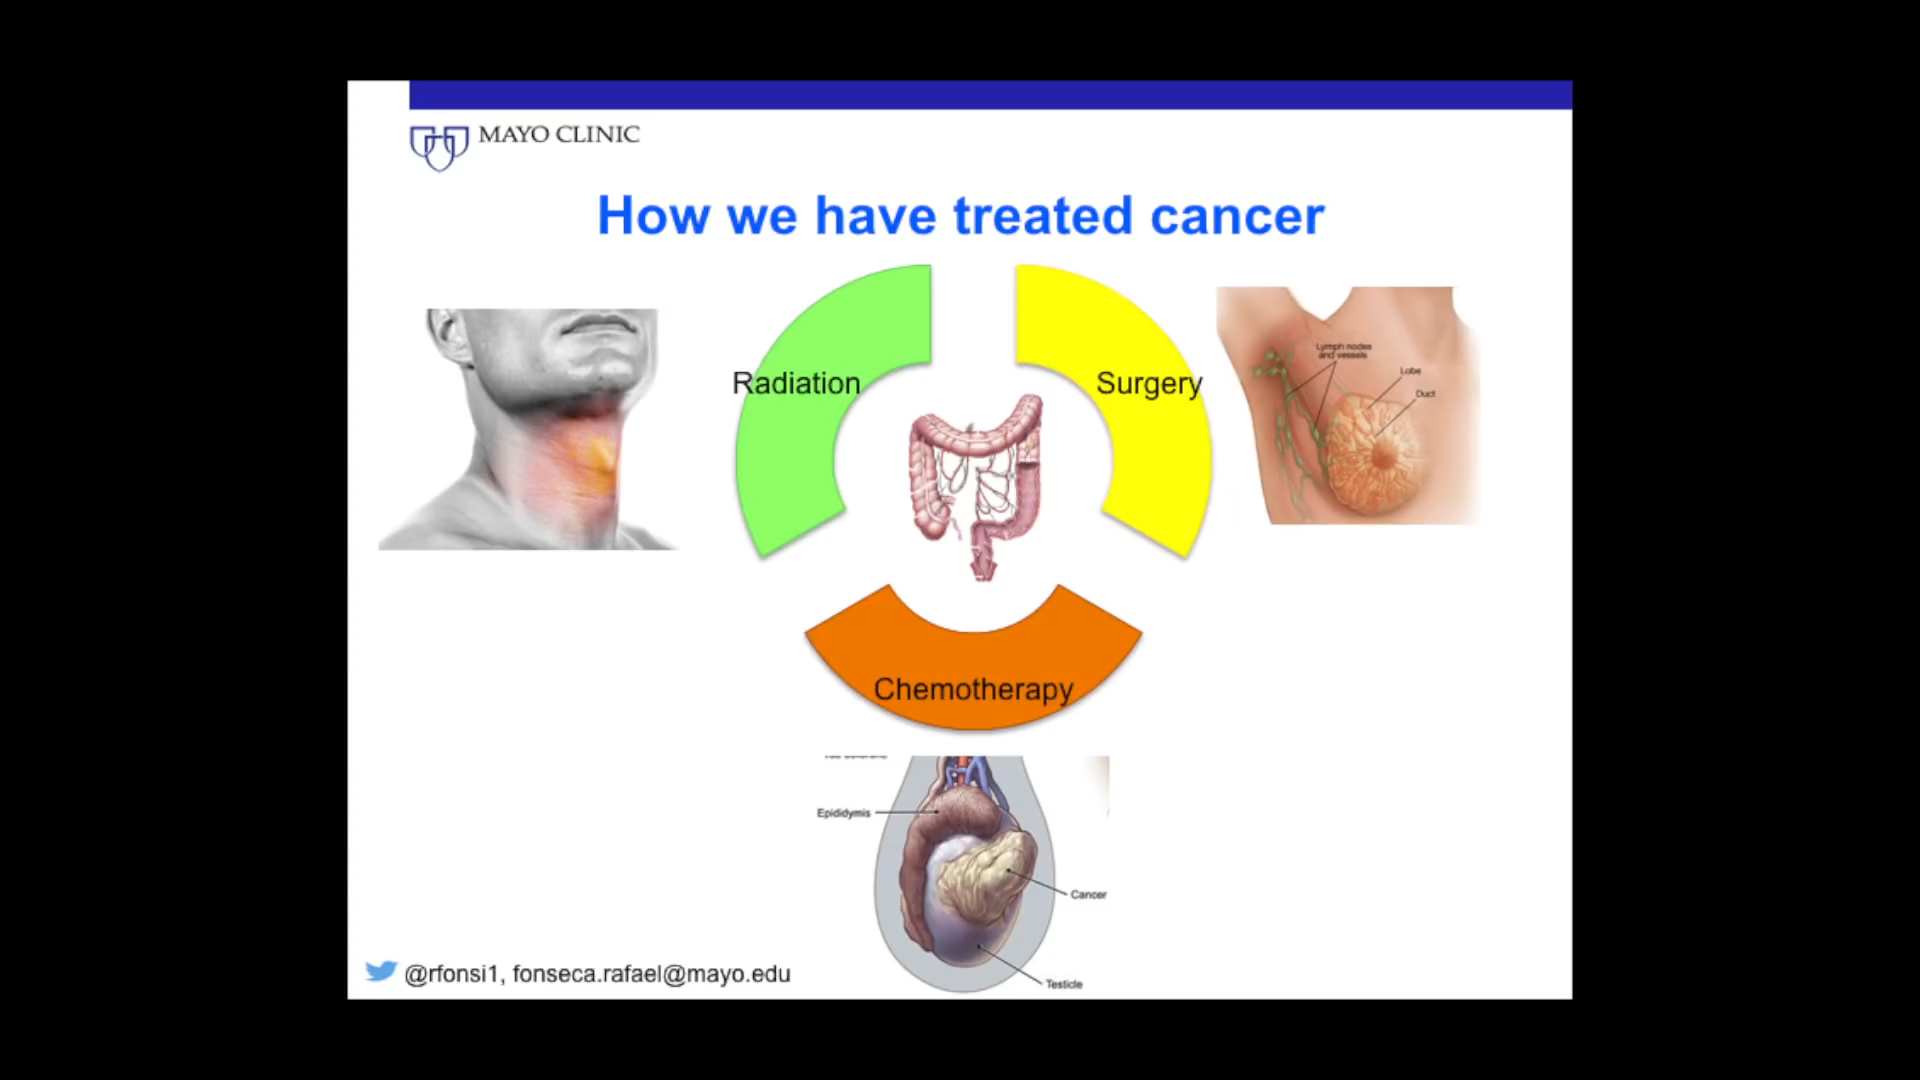 MAYO CLINIC
How we have treated cancer
Radiation
Surgery
Lymph nodes
and vessels
Lobe
Duct
Chemotherapy
Epididymis
Cancer
Testicle
@rfonsi1, fonseca.rafael@mayo.edu